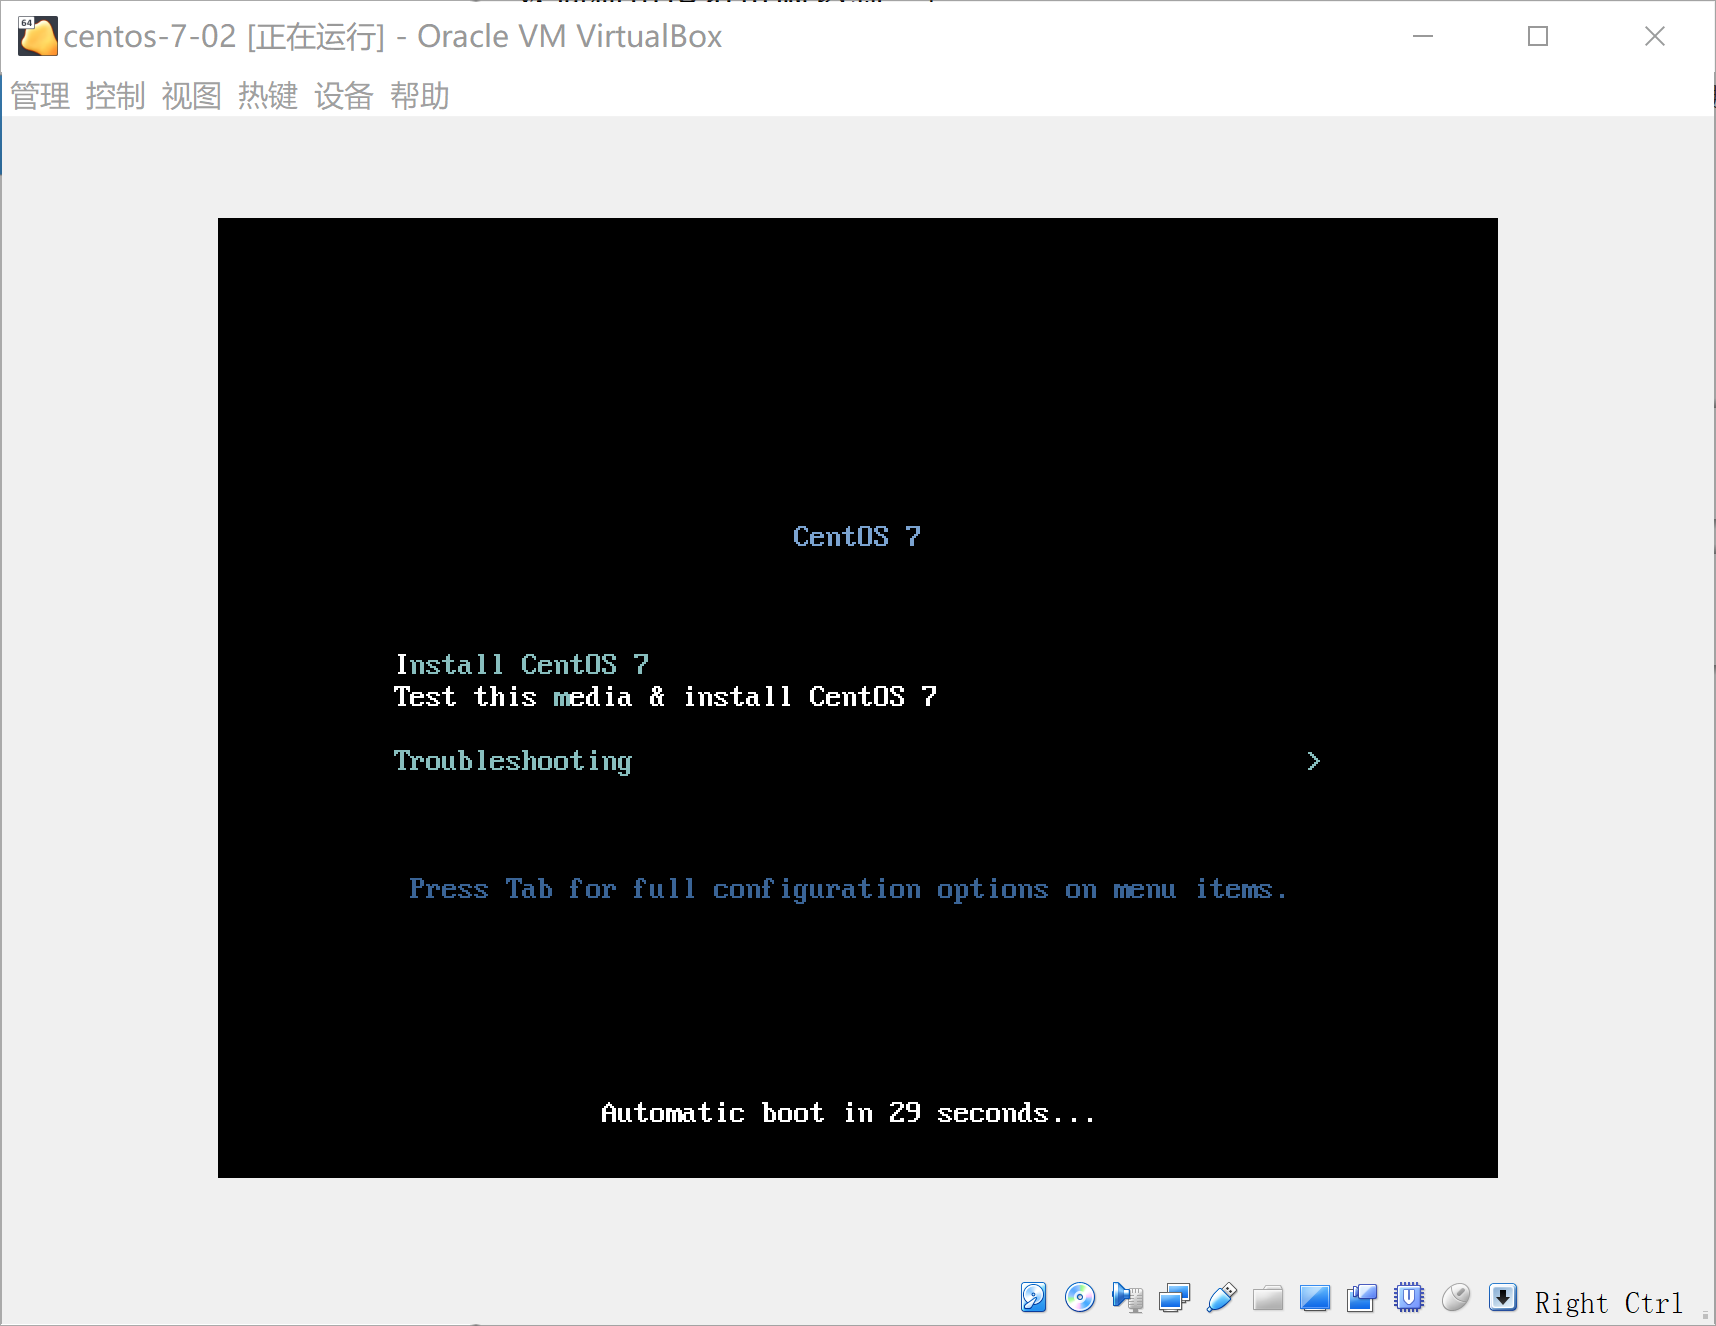 64
centos-7-02 [正在运行] - Oracle VM VirtualBox
管理 控制 视图 热键 设备 帮助
CentOS 7
Install CentOS 7
Test this media & install CentOS 7
Troubleshooting >
Press Tab for full configuration options on menu items.
Automatic boot in 29 seconds...
Right Ctrl